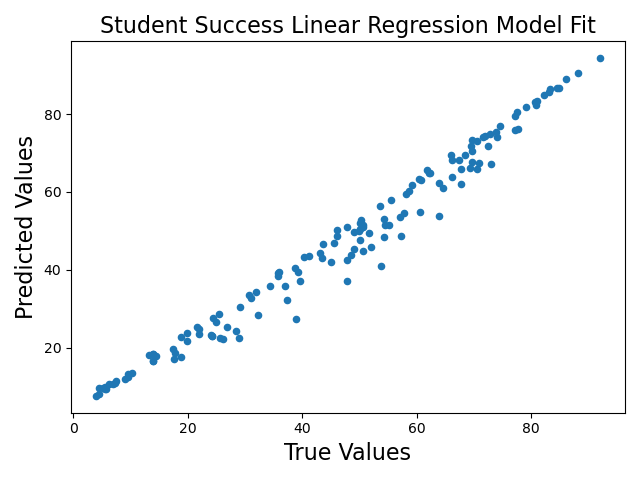 Student Success Linear Regression Model Fit
Predicted Values
80
60
40
20
0 20 40 60 80
True Values